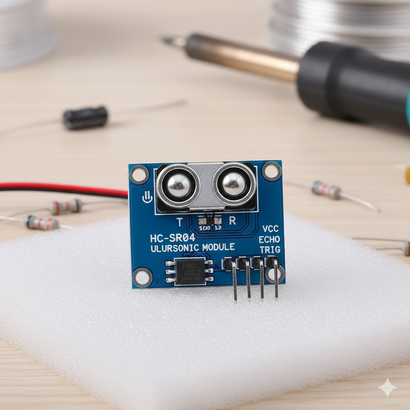 T R
HC-SR04
ULURSONIC MODULE
VCC
ECHO
TRIG